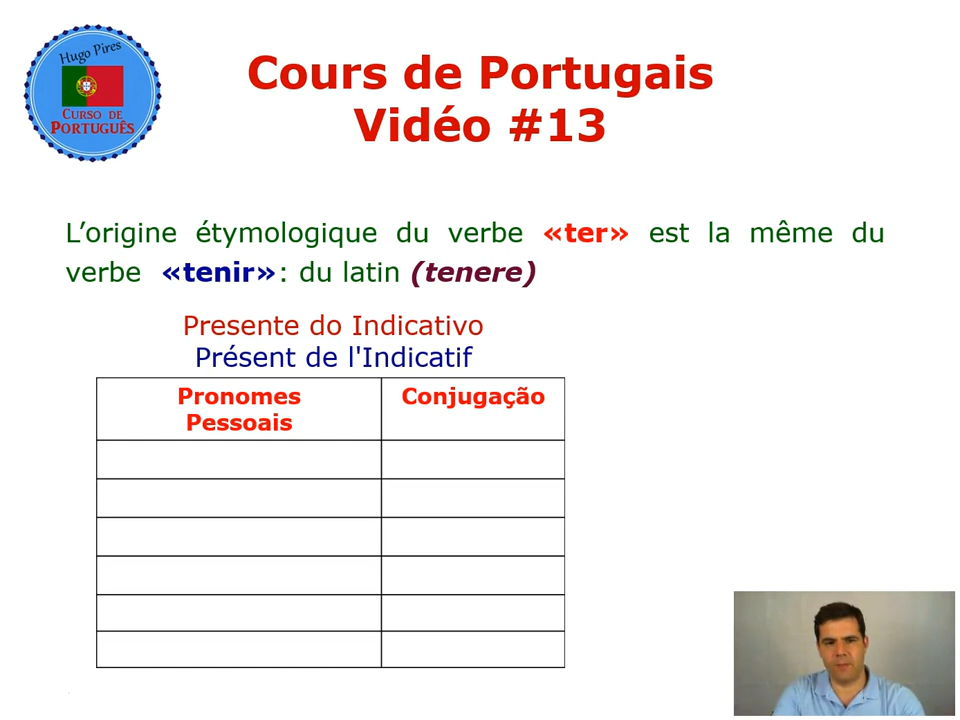 Hugo Pires
CURSO DE
PORTUGUÊS
Cours de Portugais
Vidéo #13
L’origine étymologique du verbe «ter» est la même du
verbe «tenir»: du latin (tenere)
Presente do Indicativo
Présent de l'Indicatif
Pronomes
Pessoais
Conjugação